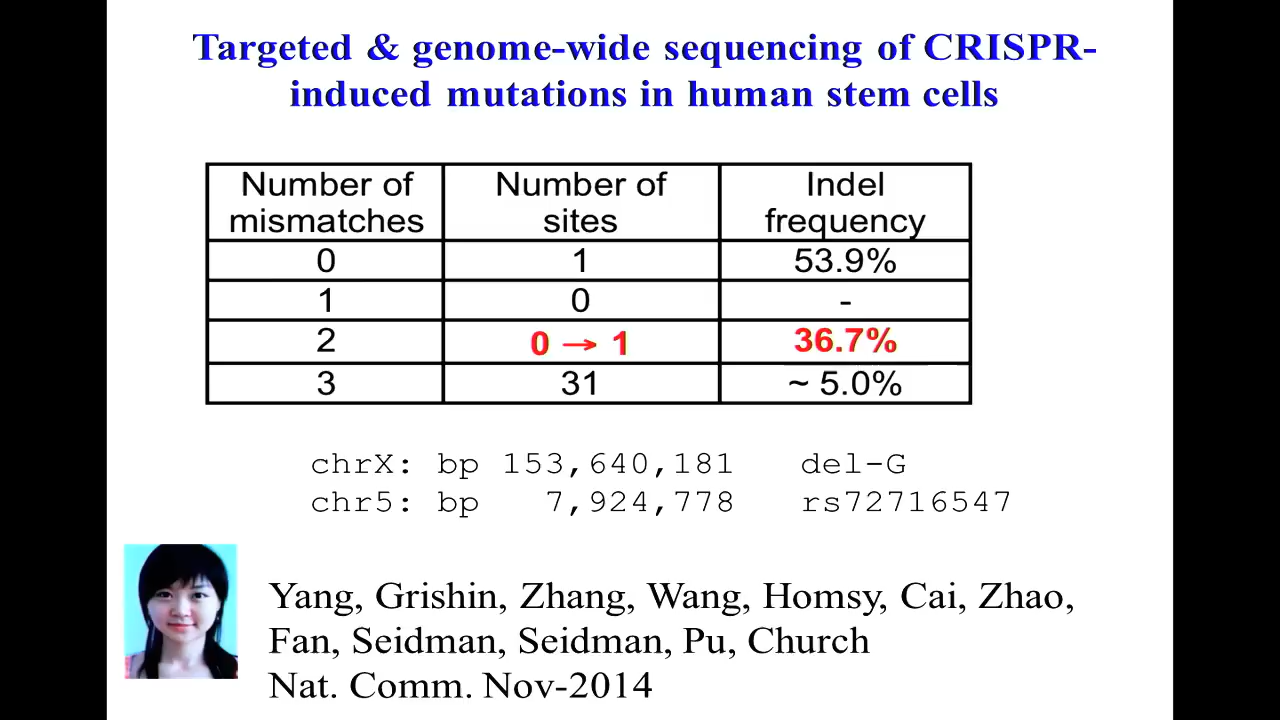 Targeted & genome-wide sequencing of CRISPR-
induced mutations in human stem cells
Number of mismatches Number of sites Indel frequency
0 1 53.9%
1 0 -
2 0 → 1 36.7%
3 31 ~ 5.0%
chrX: bp 153,640,181 del-G
chr5: bp 7,924,778 rs72716547
Yang, Grishin, Zhang, Wang, Homsy, Cai, Zhao,
Fan, Seidman, Seidman, Pu, Church
Nat. Comm. Nov-2014